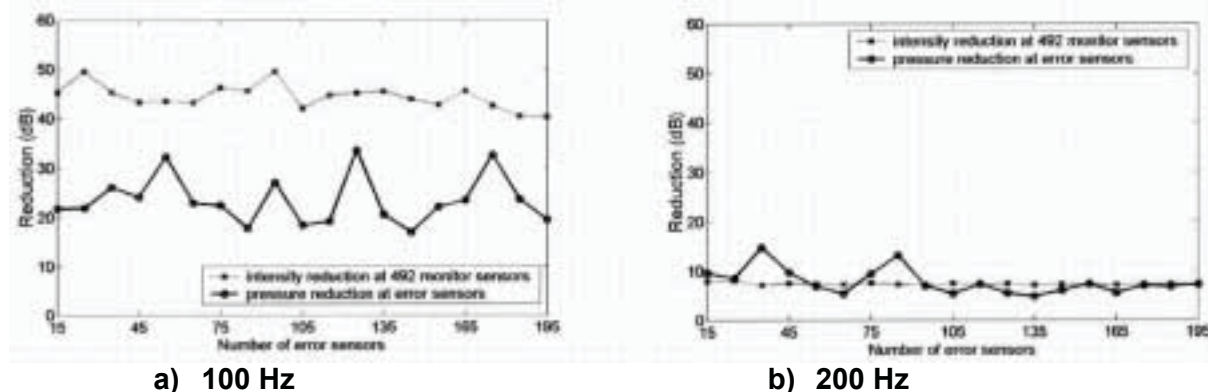 60
50
40
30
20
10
0
Reduction (dB)
intensity reduction at 492 monitor sensors
pressure reduction at error sensors
15 45 75 105 135 165 195
Number of error sensors
a) 100 Hz
60
50
40
30
20
10
0
Reduction (dB)
intensity reduction at 492 monitor sensors
pressure reduction at error sensors
15 45 75 105 135 165 195
Number of error sensors
b) 200 Hz